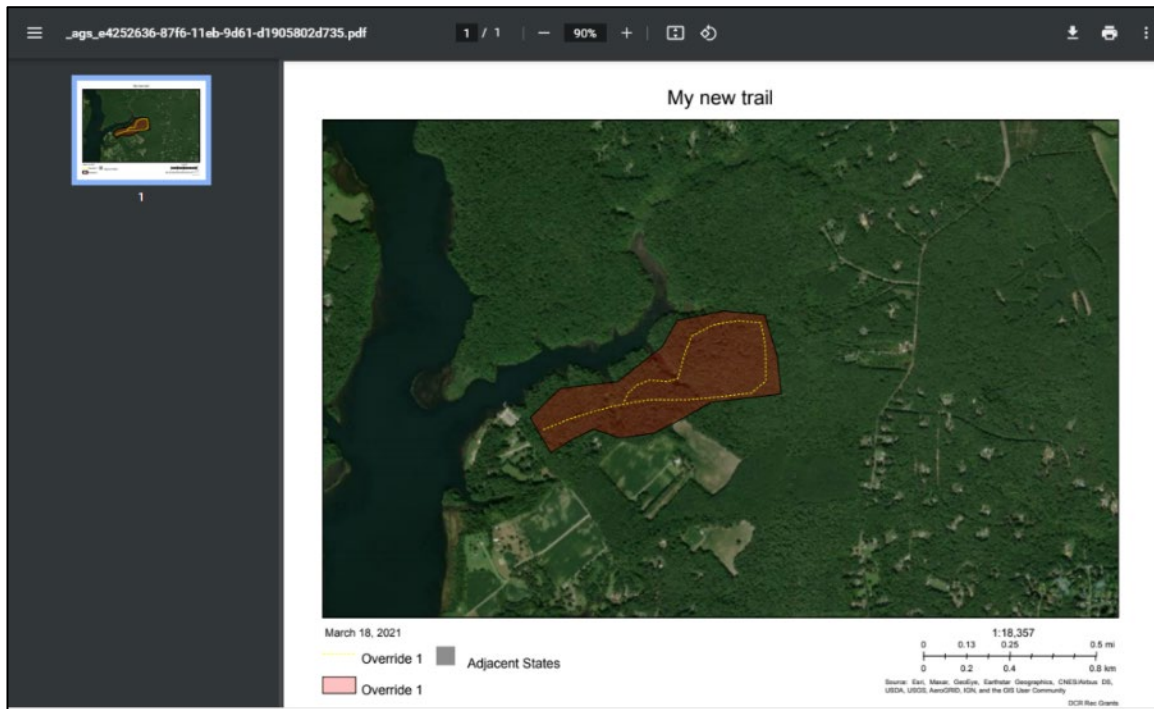 _ags_e4252636-87f6-11eb-9d61-d1905802d735.pdf
1 / 1
90%
1
My new trail
March 18, 2021
Override 1
Adjacent States
Override 1
1:18,357
0 0.13 0.25 0.5 mi
0 0.2 0.4 0.8 km
Source: Esri, Maxar, GeoEye, Earthstar Geographics, CNES/Airbus DS,
USDA, USGS, AeroGRID, IGN, and the GIS User Community
DCR Rec Grants